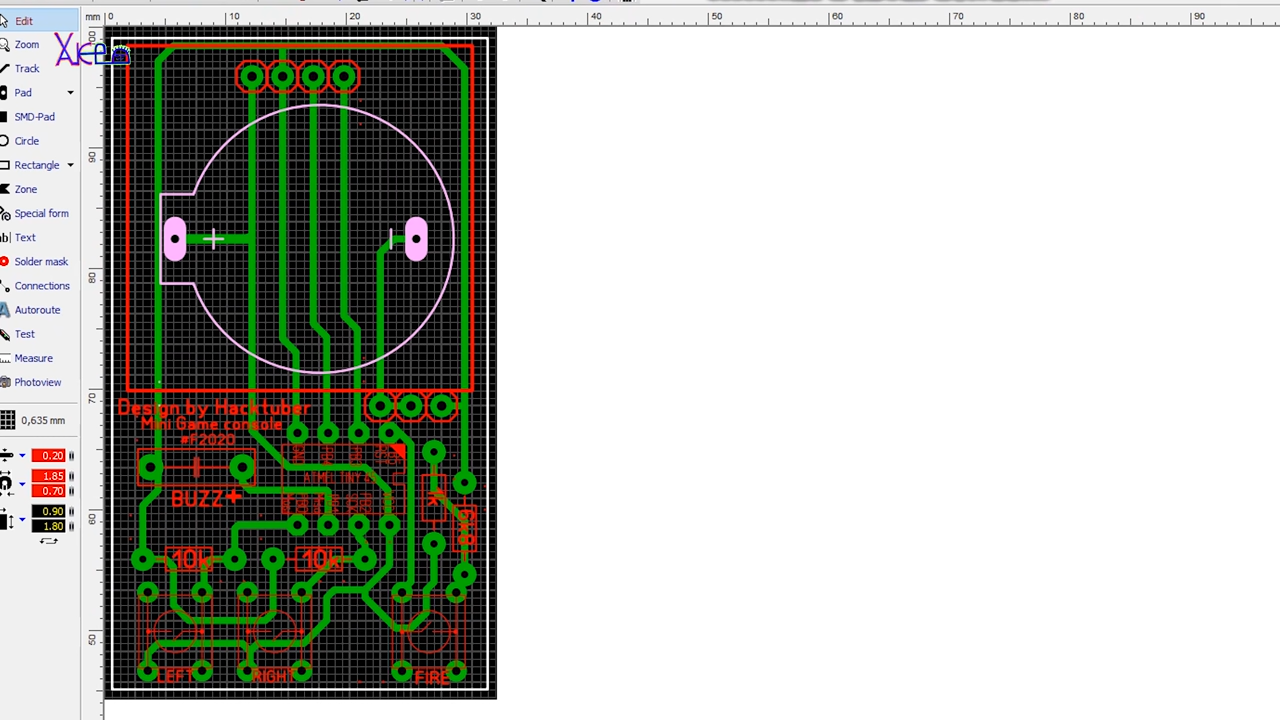 mm
0 10 20 30 40 50 60 70 80 90
Edit
Zoom
Track
Pad
SMD-Pad
Circle
Rectangle
Zone
Special form
ab| Text
Solder mask
Connections
Autoroute
Test
Measure
Photoview
0,635 mm
0.20
1.85
0.70
0.90
1.80
90
80
70
60
50
Design by Hacktuber
Mini Game console
#F2020
BUZZ+
10k
10k
LEFT
RIGHT
FIRE